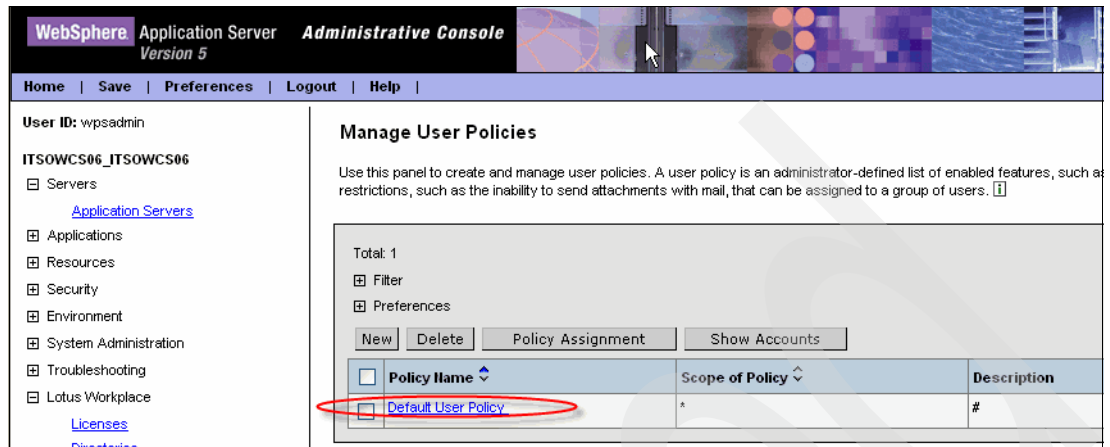 WebSphere Application Server Administrative Console
Version 5
Home | Save | Preferences | Logout | Help |
User ID: wpsadmin
ITSOWCS06_ITSOWCS06
Servers
Application Servers
Applications
Resources
Security
Environment
System Administration
Troubleshooting
Lotus Workplace
Licenses
Directories
Manage User Policies
Use this panel to create and manage user policies. A user policy is an administrator-defined list of enabled features, such as
restrictions, such as the inability to send attachments with mail, that can be assigned to a group of users. i
Total: 1
Filter
Preferences
New Delete Policy Assignment Show Accounts
Policy Name Scope of Policy Description
Default User Policy * #